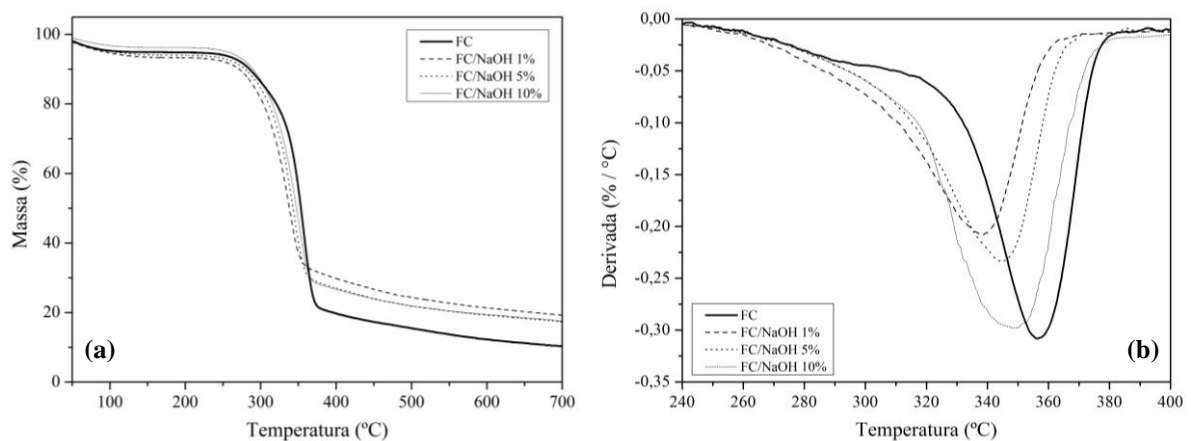 100
80
60
40
20
0
Massa (%)
FC
FC/NaOH 1%
FC/NaOH 5%
FC/NaOH 10%
(a)
100
200
300
400
500
600
700
Temperatura (ºC)
0,00
-0,05
-0,10
-0,15
-0,20
-0,25
-0,30
-0,35
Derivada (% / °C)
FC
FC/NaOH 1%
FC/NaOH 5%
FC/NaOH 10%
(b)
240
260
280
300
320
340
360
380
400
Temperatura (ºC)